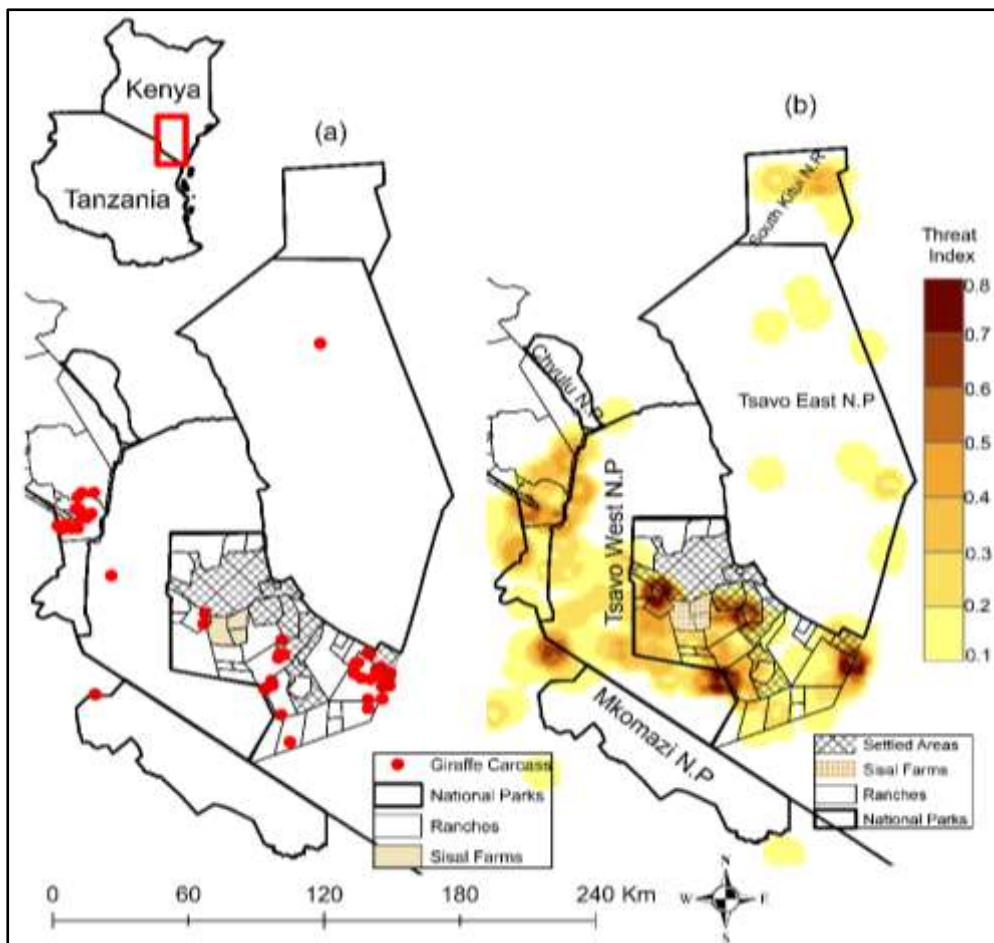 Kenya
Tanzania
(a)
(b)
South Kitui N.R
Threat
Index
0.8
0.7
0.6
0.5
0.4
0.3
0.2
0.1
Chyulu N.P
Tsavo East N.P
Tsavo West N.P
Mkomazi N.P
Giraffe Carcass
National Parks
Ranches
Sisal Farms
Settled Areas
Sisal Farms
Ranches
National Parks
0
60
120
180
240 Km
N
W
E
S